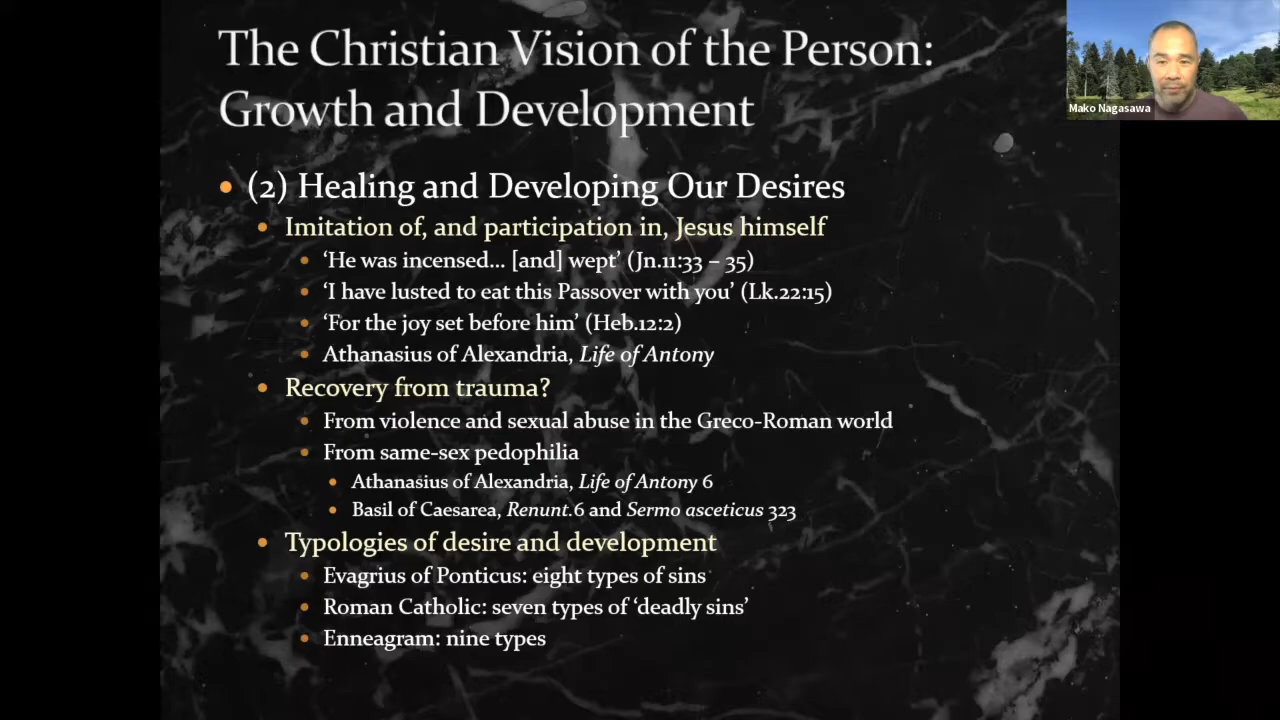 The Christian Vision of the Person:
Growth and Development
Mako Nagasawa
• (2) Healing and Developing Our Desires
• Imitation of, and participation in, Jesus himself
• ‘He was incensed... [and] wept’ (Jn.11:33 – 35)
• ‘I have lusted to eat this Passover with you’ (Lk.22:15)
• ‘For the joy set before him’ (Heb.12:2)
• Athanasius of Alexandria, Life of Antony
• Recovery from trauma?
• From violence and sexual abuse in the Greco-Roman world
• From same-sex pedophilia
• Athanasius of Alexandria, Life of Antony 6
• Basil of Caesarea, Renunt.6 and Sermo asceticus 323
• Typologies of desire and development
• Evagrius of Ponticus: eight types of sins
• Roman Catholic: seven types of ‘deadly sins’
• Enneagram: nine types